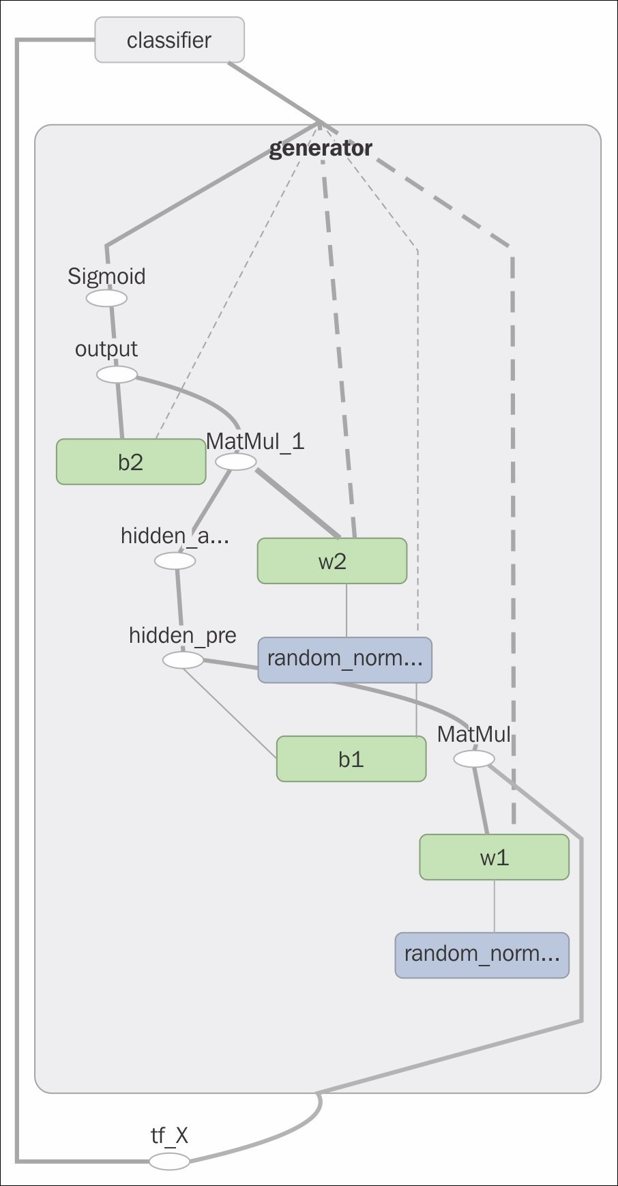 classifier
generator
Sigmoid
output
MatMul_1
b2
hidden_a...
w2
hidden_pre
random_norm...
MatMul
b1
w1
random_norm...
tf_X